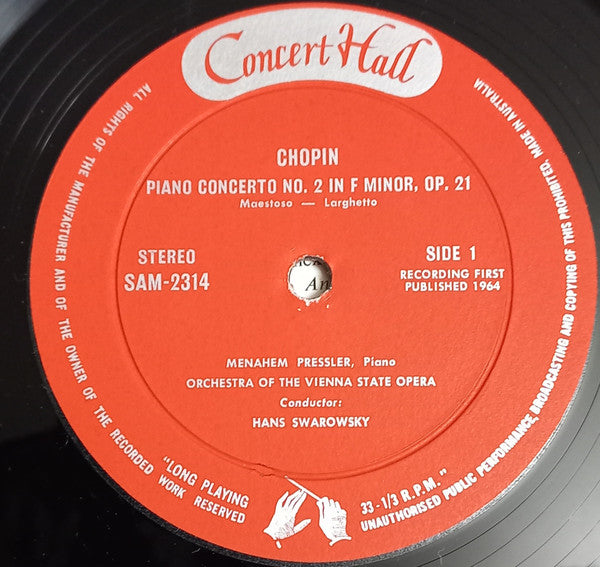 Concert Hall
CHOPIN
PIANO CONCERTO NO. 2 IN F MINOR, OP. 21
Maestoso — Larghetto
STEREO
SAM-2314
SIDE 1
RECORDING FIRST
PUBLISHED 1964
An
MENAHEM PRESSLER, Piano
ORCHESTRA OF THE VIENNA STATE OPERA
Conductor:
HANS SWAROWSKY
ALL RIGHTS OF THE MANUFACTURER AND OF THE OWNER OF THE RECORDED WORK RESERVED
"LONG PLAYING
33-1/3 R.P.M."
UNAUTHORISED PUBLIC PERFORMANCE, BROADCASTING AND COPYING OF THIS PROHIBITED. MADE IN AUSTRALIA